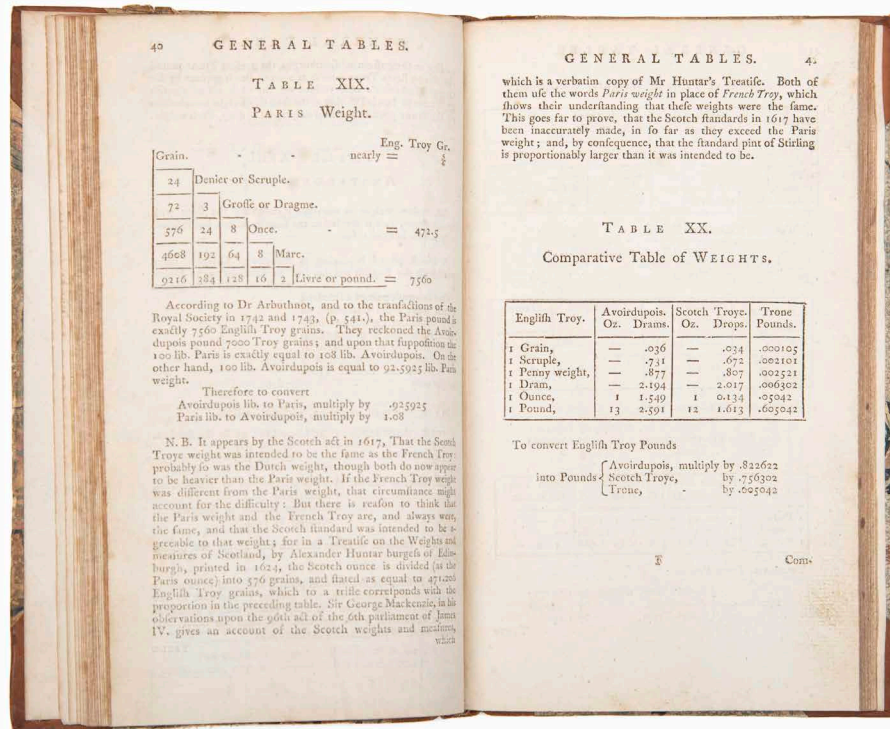 40 GENERAL TABLES.
TABLE XIX.
PARIS Weight.
Eng. Troy Gr.
Grain. - - nearly =
24 Denier or Scruple.
72 3 Grosse or Dragme.
576 24 8 Once. - = 472.5
4608 192 64 8 Marc.
9216 384 128 16 2 Livre or pound. = 7560
According to Dr Arbuthnot, and to the transactions of the
Royal Society in 1742 and 1743, (p. 541.), the Paris pound is
exactly 7560 English Troy grains. They reckoned the Avoir-
dupois pound 7000 Troy grains; and upon that supposition the
100 lib. Paris is exactly equal to 108 lib. Avoirdupois. On the
other hand, 100 lib. Avoirdupois is equal to 92.5925 lib. Paris
weight.
Therefore to convert
Avoirdupois lib. to Paris, multiply by .925925
Paris lib. to Avoirdupois, multiply by 1.08
N. B. It appears by the Scotch act in 1617, That the Scotch
Troye weight was intended to be the same as the French Troy:
probably so was the Dutch weight, though both do now appear
to be heavier than the Paris weight. If the French Troy weight
was different from the Paris weight, that circumstance might
account for the difficulty: But there is reason to think that
the Paris weight and the French Troy are, and always were,
the same, and that the Scotch standard was intended to be a-
greeable to that weight; for in a Treatise on the Weights and
measures of Scotland, by Alexander Huntar burgess of Edin-
burgh, printed in 1624, the Scotch ounce is divided (as the
Paris ounce) into 576 grains, and stated as equal to 471.206
English Troy grains, which to a trifle corresponds with the
proportion in the preceding table. Sir George Mackenzie, in his
observations upon the 96th act of the 6th parliament of James
IV. gives an account of the Scotch weights and measures,
which
GENERAL TABLES. 41
which is a verbatim copy of Mr Huntar's Treatise. Both of
them use the words Paris weight in place of French Troy, which
shows their understanding that these weights were the same.
This goes far to prove, that the Scotch standards in 1617 have
been inaccurately made, in so far as they exceed the Paris
weight; and, by consequence, that the standard pint of Stirling
is proportionably larger than it was intended to be.
TABLE XX.
Comparative Table of WEIGHTS.
English Troy. Avoirdupois. Scotch Troye. Trone
Oz. Drams. Oz. Drops. Pounds.
1 Grain, — .036 — .034 .000105
1 Scruple, — .731 — .672 .002101
1 Penny weight, — .877 — .807 .002521
1 Dram, — 2.194 — 2.017 .006302
1 Ounce, 1 1.549 1 0.134 .05042
1 Pound, 13 2.591 12 1.613 .605042
To convert English Troy Pounds
into Pounds { Avoirdupois, multiply by .822622
Scotch Troye, by .756302
Trone, - by .605042
F Com-